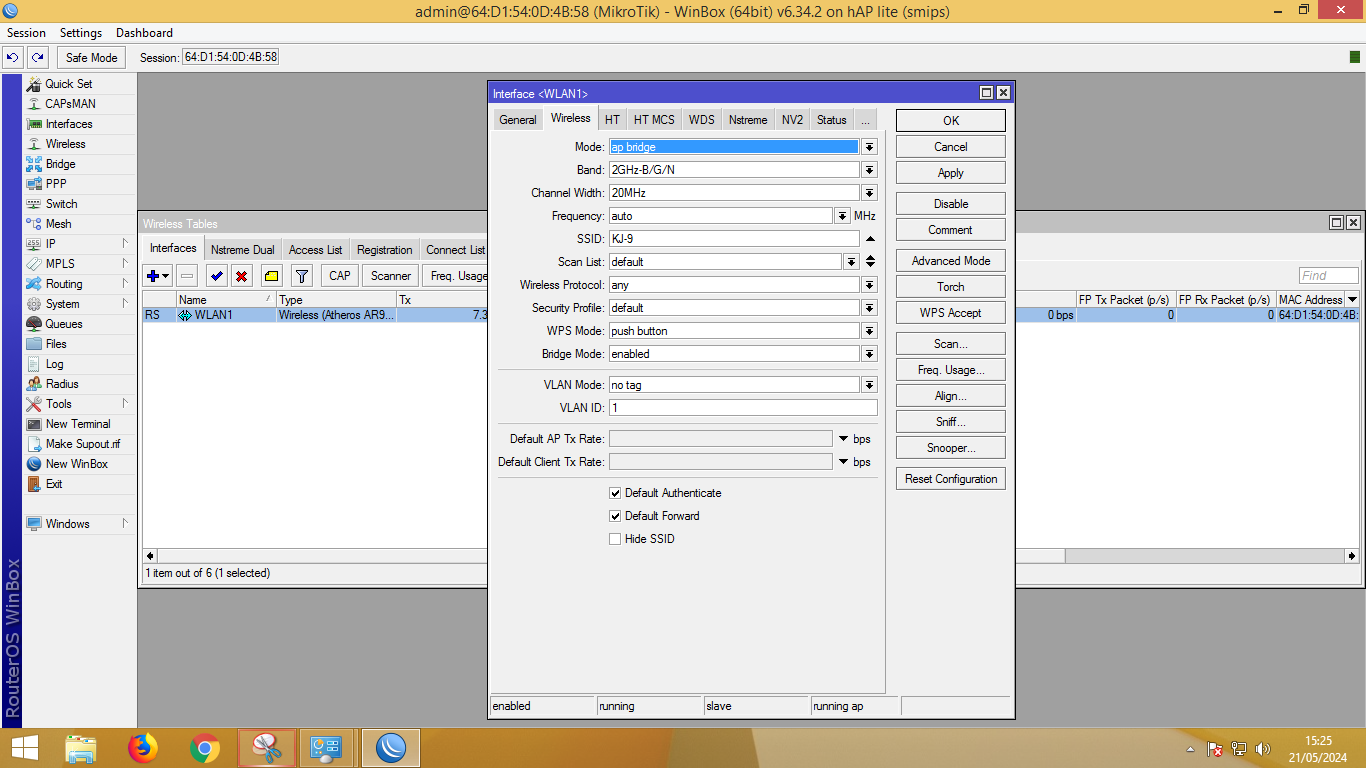 admin@64:D1:54:0D:4B:58 (MikroTik) - WinBox (64bit) v6.34.2 on hAP lite (smips)
Session Settings Dashboard
Safe Mode Session: 64:D1:54:0D:4B:58
Quick Set
CAPsMAN
Interfaces
Wireless
Bridge
PPP
Switch
Mesh
IP
MPLS
Routing
System
Queues
Files
Log
Radius
Tools
New Terminal
Make Supout.rif
New WinBox
Exit
Windows
RouterOS WinBox
Wireless Tables
Interfaces Nstreme Dual Access List Registration Connect List
CAP Scanner Freq. Usage
Find
Name / Type Tx FP Tx Packet (p/s) FP Rx Packet (p/s) MAC Address
RS WLAN1 Wireless (Atheros AR9... 7.3 0 bps 0 0 64:D1:54:0D:4B:
1 item out of 6 (1 selected)
Interface <WLAN1>
General Wireless HT HT MCS WDS Nstreme NV2 Status ...
Mode: ap bridge
Band: 2GHz-B/G/N
Channel Width: 20MHz
Frequency: auto MHz
SSID: KJ-9
Scan List: default
Wireless Protocol: any
Security Profile: default
WPS Mode: push button
Bridge Mode: enabled
VLAN Mode: no tag
VLAN ID: 1
Default AP Tx Rate: bps
Default Client Tx Rate: bps
Default Authenticate
Default Forward
Hide SSID
OK
Cancel
Apply
Disable
Comment
Advanced Mode
Torch
WPS Accept
Scan...
Freq. Usage...
Align...
Sniff...
Snooper...
Reset Configuration
enabled running slave running ap
15:25
21/05/2024